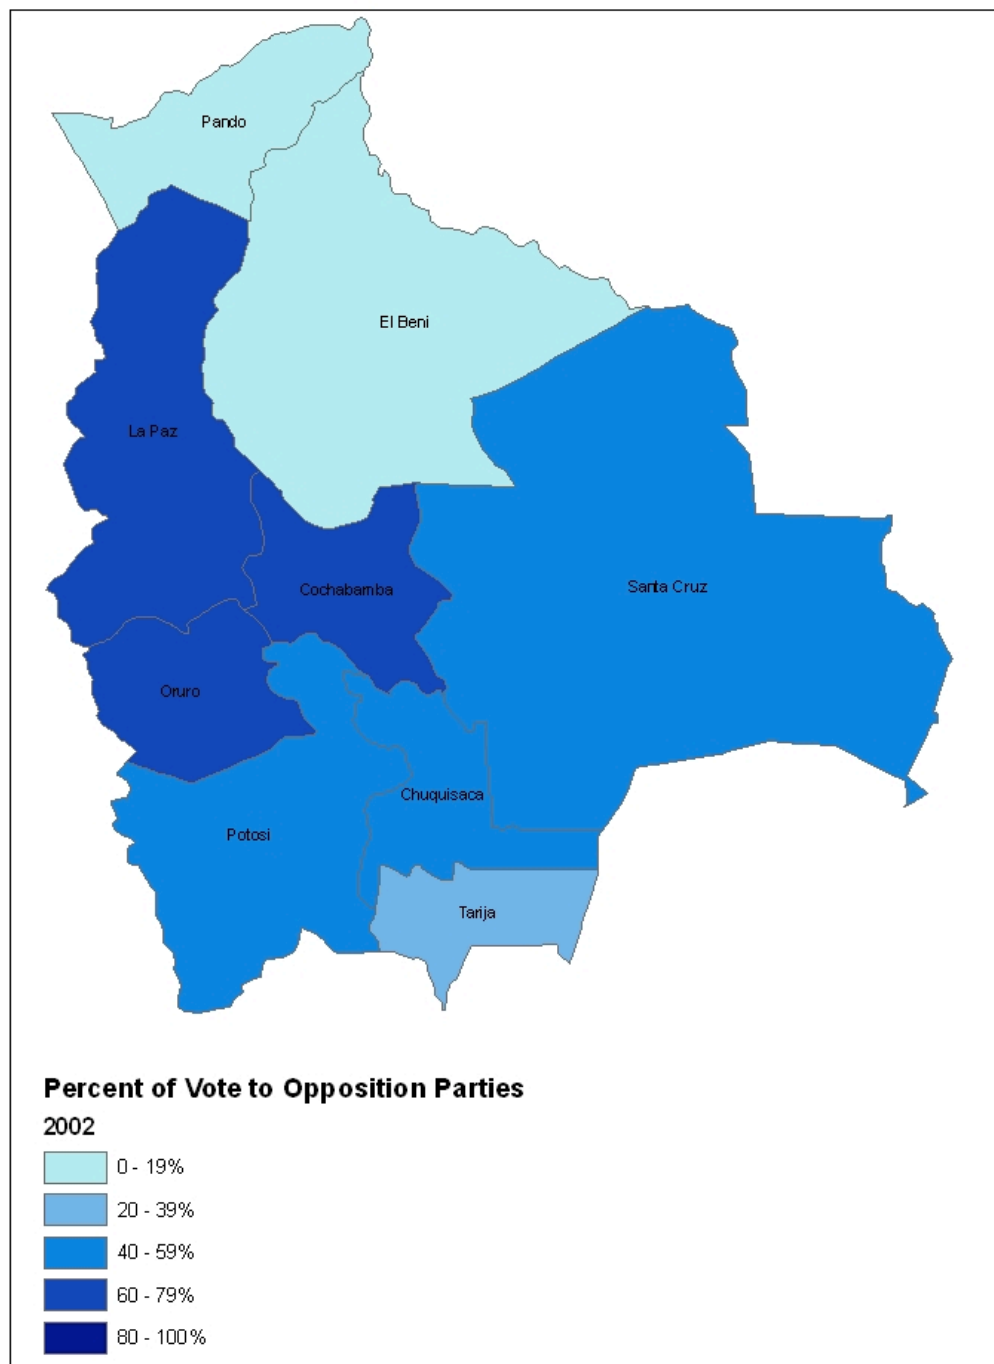 Pando
El Beni
La Paz
Cochabamba
Santa Cruz
Oruro
Chuquisaca
Potosi
Tarija
Percent of Vote to Opposition Parties
2002
0 - 19%
20 - 39%
40 - 59%
60 - 79%
80 - 100%